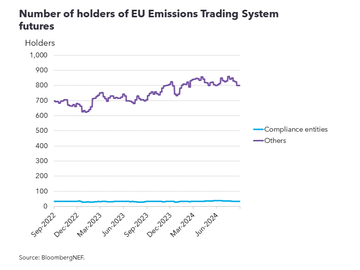 Number of holders of EU Emissions Trading System
futures
Holders
1,000
900
800
700
600
500
400
300
200
100
0
Sep-2022
Dec-2022
Mar-2023
Jun-2023
Sep-2023
Dec-2023
Mar-2024
Jun-2024
Compliance entities
Others
Source: BloombergNEF.